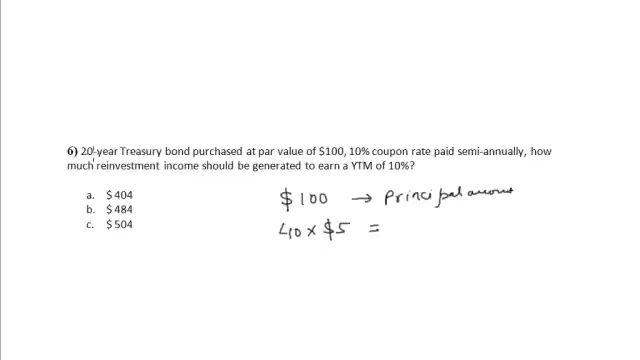 6) 20-year Treasury bond purchased at par value of $100, 10% coupon rate paid semi-annually, how
much reinvestment income should be generated to earn a YTM of 10%?
a. $404
b. $484
c. $504
$100 → Principal amount
40 x $5 =